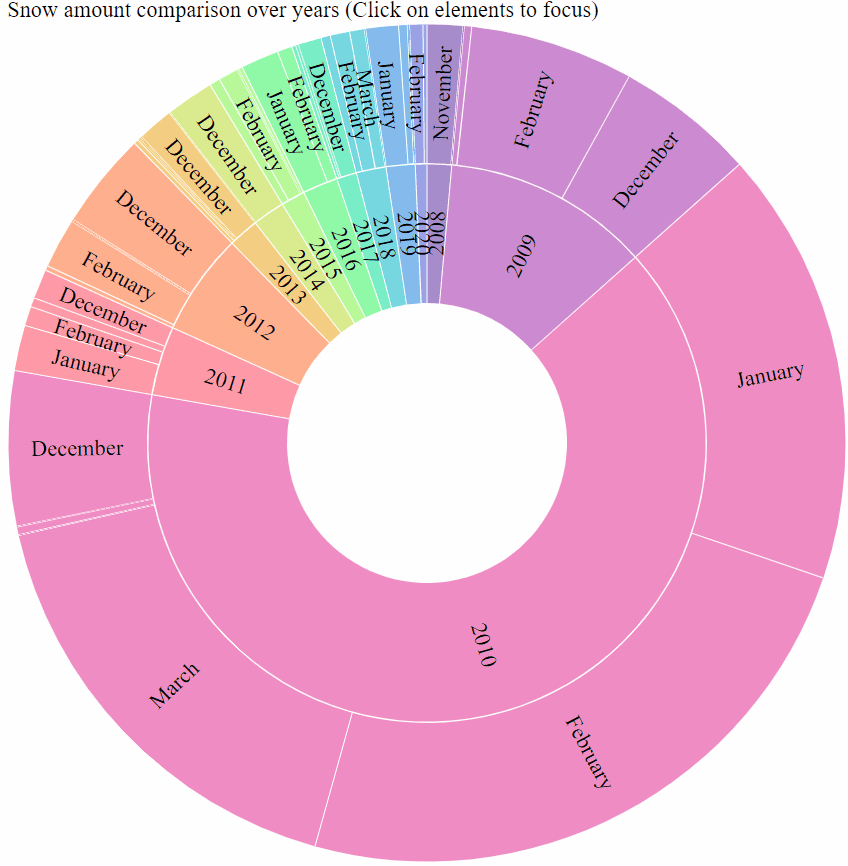 Snow amount comparison over years (Click on elements to focus)
November
February
December
January
February
March
December
January
February
December
February
December
December
December
February
January
February
December
February
March
January
February
2008
2009
2010
2011
2012
2013
2014
2015
2016
2017
2018
2019
2020